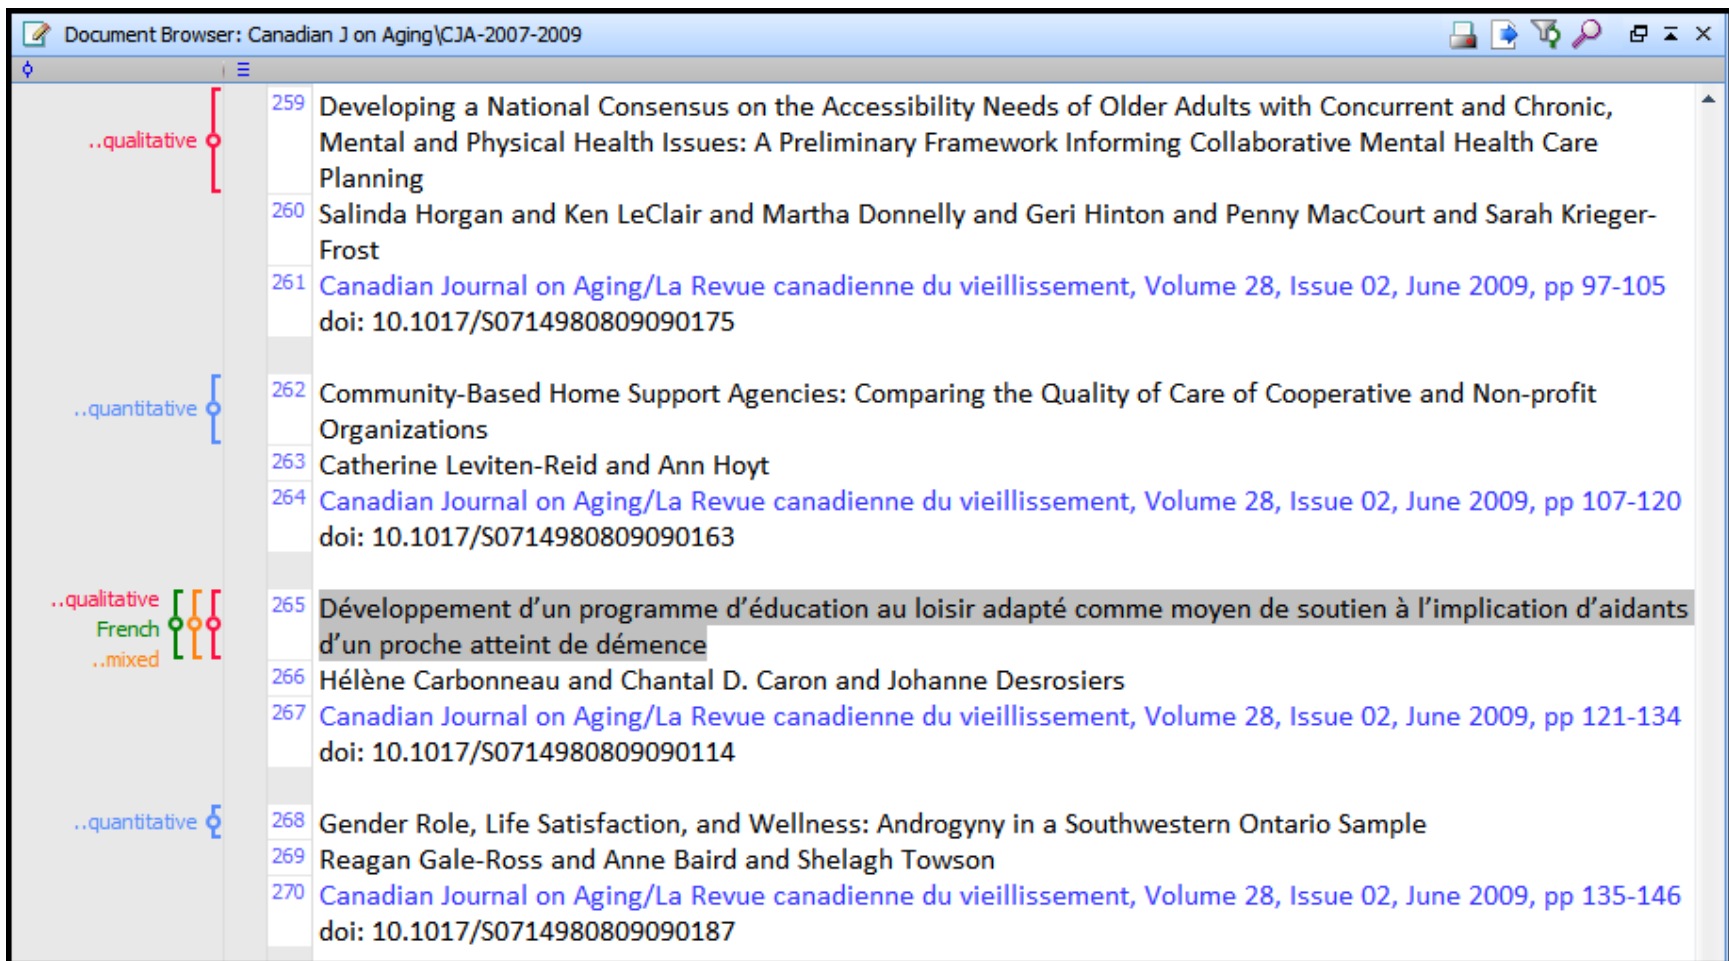 Document Browser: Canadian J on Aging\CJA-2007-2009
..qualitative
259 Developing a National Consensus on the Accessibility Needs of Older Adults with Concurrent and Chronic,
Mental and Physical Health Issues: A Preliminary Framework Informing Collaborative Mental Health Care
Planning
260 Salinda Horgan and Ken LeClair and Martha Donnelly and Geri Hinton and Penny MacCourt and Sarah Krieger-
Frost
261 Canadian Journal on Aging/La Revue canadienne du vieillissement, Volume 28, Issue 02, June 2009, pp 97-105
doi: 10.1017/S0714980809090175
..quantitative
262 Community-Based Home Support Agencies: Comparing the Quality of Care of Cooperative and Non-profit
Organizations
263 Catherine Leviten-Reid and Ann Hoyt
264 Canadian Journal on Aging/La Revue canadienne du vieillissement, Volume 28, Issue 02, June 2009, pp 107-120
doi: 10.1017/S0714980809090163
..qualitative
French
..mixed
265 Développement d’un programme d’éducation au loisir adapté comme moyen de soutien à l’implication d’aidants
d’un proche atteint de démence
266 Hélène Carbonneau and Chantal D. Caron and Johanne Desrosiers
267 Canadian Journal on Aging/La Revue canadienne du vieillissement, Volume 28, Issue 02, June 2009, pp 121-134
doi: 10.1017/S0714980809090114
..quantitative
268 Gender Role, Life Satisfaction, and Wellness: Androgyny in a Southwestern Ontario Sample
269 Reagan Gale-Ross and Anne Baird and Shelagh Towson
270 Canadian Journal on Aging/La Revue canadienne du vieillissement, Volume 28, Issue 02, June 2009, pp 135-146
doi: 10.1017/S0714980809090187